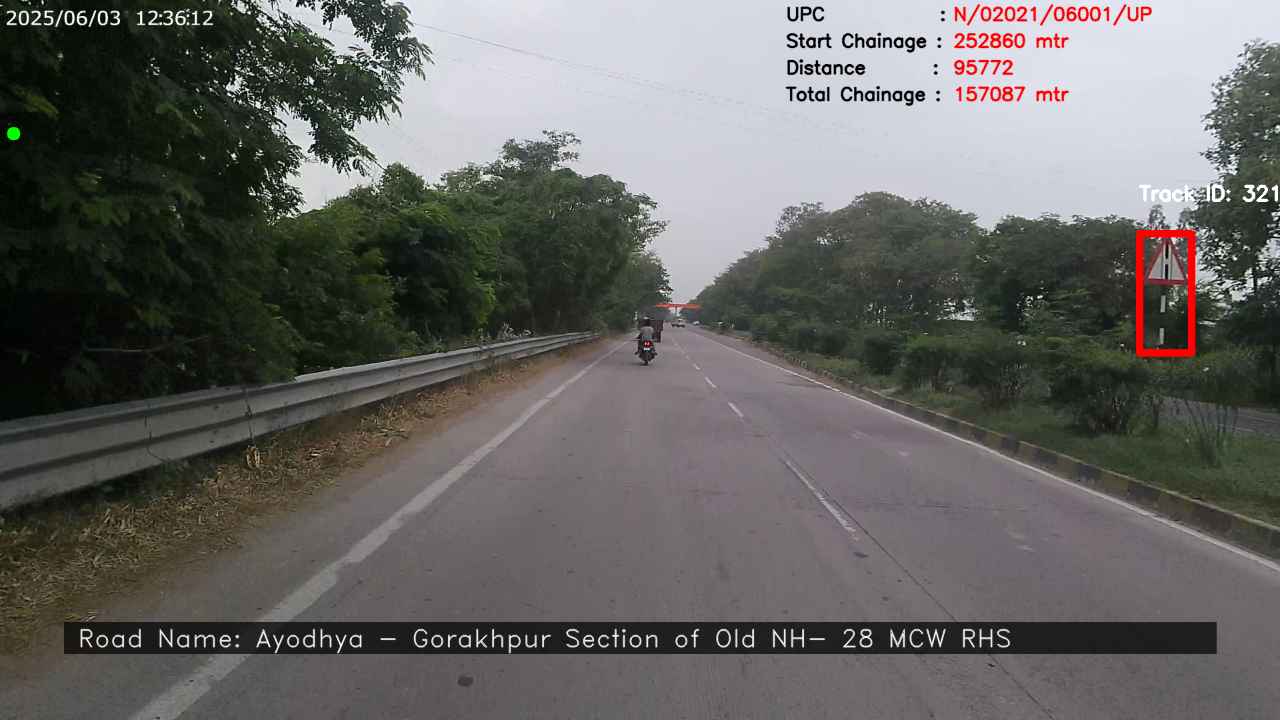 2025/06/03 12:36:12
UPC : N/02021/06001/UP
Start Chainage : 252860 mtr
Distance : 95772
Total Chainage : 157087 mtr
Track ID: 321
Road Name: Ayodhya - Gorakhpur Section of Old NH- 28 MCW RHS